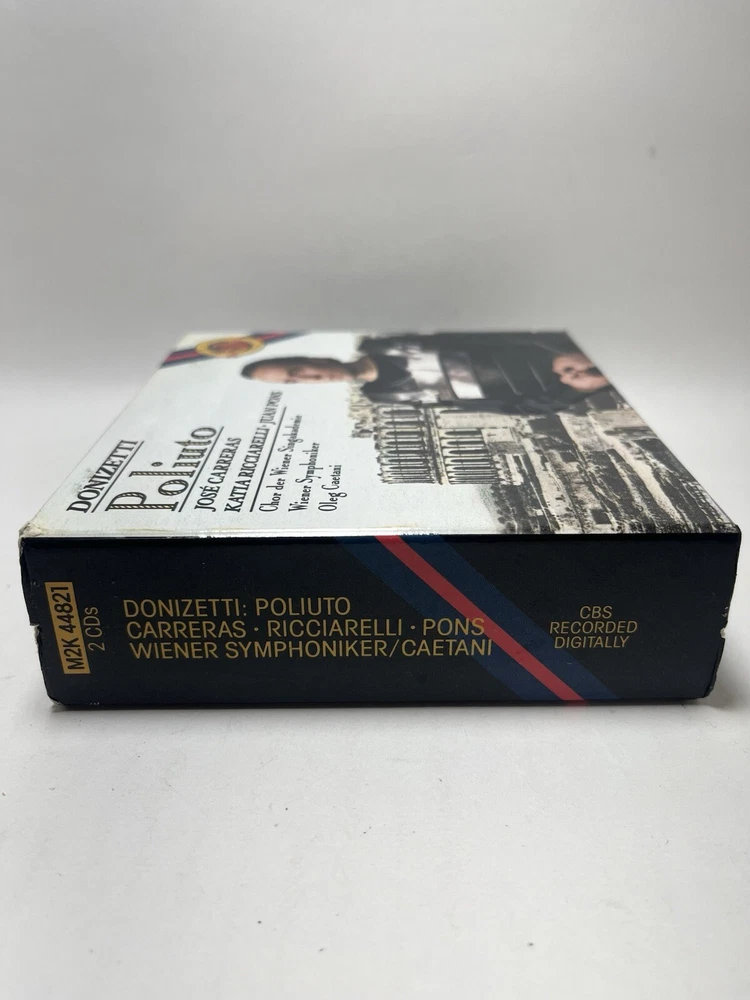 DONIZETTI
Poliuto
JOSÉ CARRERAS
KATIA RICCIARELLI · JUAN PONS
Chor der Wiener Singakademie
Wiener Symphoniker
Oleg Caetani
M2K 44821
2 CDs
DONIZETTI: POLIUTO
CARRERAS · RICCIARELLI · PONS
WIENER SYMPHONIKER/CAETANI
CBS
RECORDED
DIGITALLY